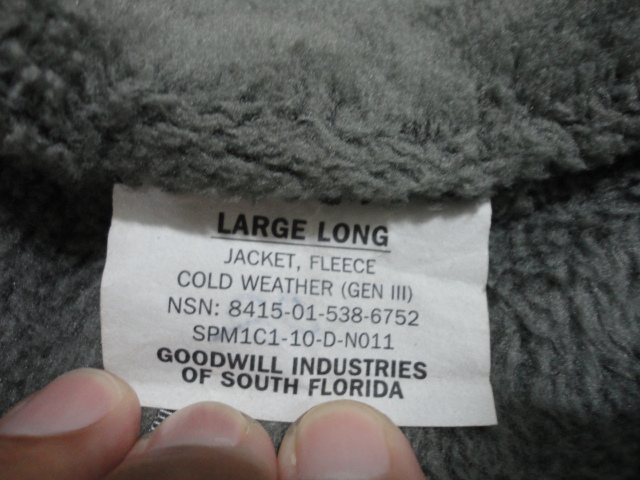 LARGE LONG
JACKET, FLEECE
COLD WEATHER (GEN III)
NSN: 8415-01-538-6752
SPM1C1-10-D-N011
GOODWILL INDUSTRIES
OF SOUTH FLORIDA